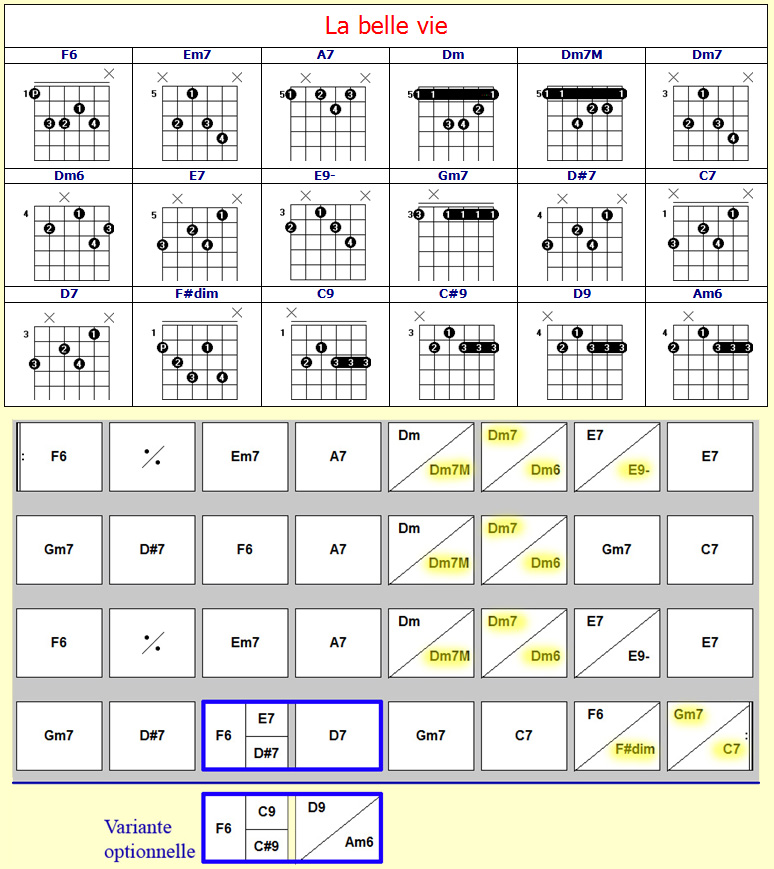 La belle vie
F6 Em7 A7 Dm Dm7M Dm7
1 P 1 3 2 4
5 1 2 3 4
5 1 2 3 4
5 1 1 1 2 3 4
5 1 1 1 2 3 4
3 1 2 3 4
Dm6 E7 E9- Gm7 D#7 C7
4 1 2 3 4
5 1 2 3 4
3 1 2 3 4
3 3 1 1 1 1
4 1 2 3 4
1 1 2 3 4
D7 F#dim C9 C#9 D9 Am6
3 1 2 3 4
1 P 1 2 3 4
1 1 2 3 3 3
3 1 2 3 3 3
4 1 2 3 3 3
4 1 2 3 3 3
: F6 ٪ Em7 A7 Dm Dm7M Dm7 Dm6 E7 E9- E7
Gm7 D#7 F6 A7 Dm Dm7M Dm7 Dm6 Gm7 C7
F6 ٪ Em7 A7 Dm Dm7M Dm7 Dm6 E7 E9- E7
Gm7 D#7 F6 E7 D#7 D7 Gm7 C7 F6 F#dim Gm7 C7 :
Variante
optionnelle
F6 C9 C#9 D9 Am6